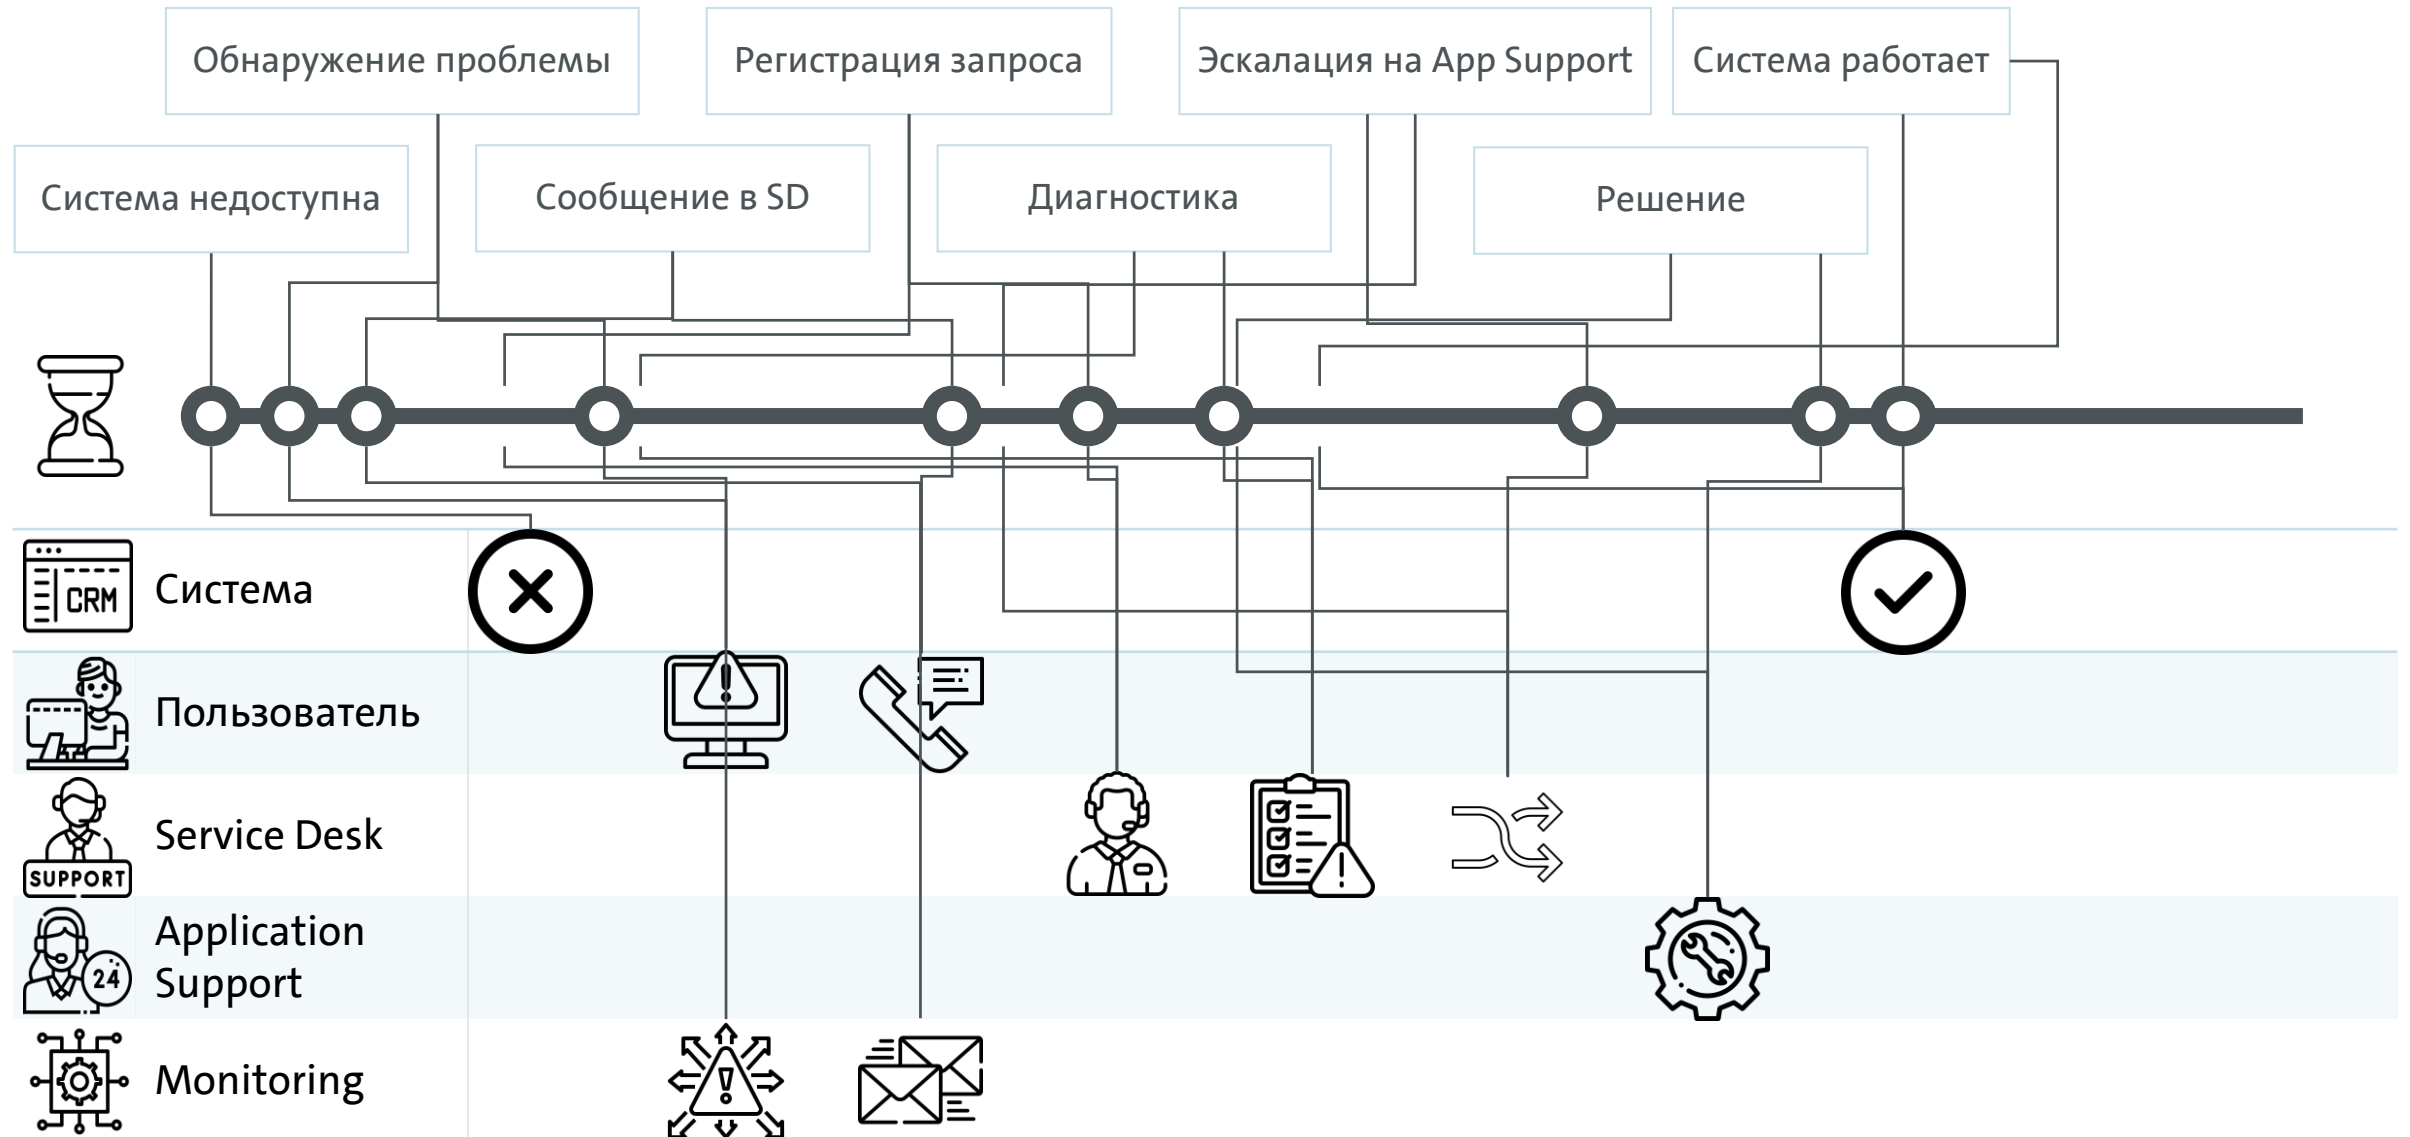 Обнаружение проблемы
Регистрация запроса
Эскалация на App Support
Система работает
Система недоступна
Сообщение в SD
Диагностика
Решение
CRM
Система
Пользователь
SUPPORT
Service Desk
24
Application
Support
Monitoring